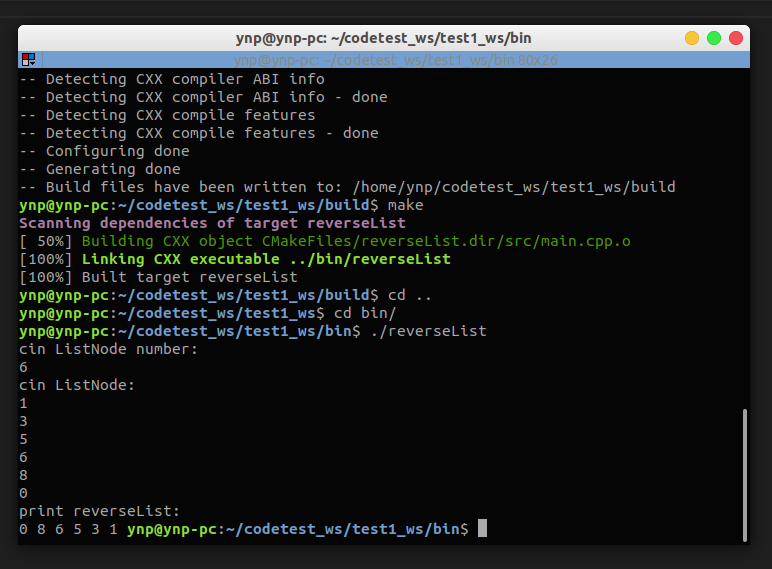 ynp@ynp-pc: ~/codetest_ws/test1_ws/bin
ynp@ynp-pc: ~/codetest_ws/test1_ws/bin 80x26
-- Detecting CXX compiler ABI info
-- Detecting CXX compiler ABI info - done
-- Detecting CXX compile features
-- Detecting CXX compile features - done
-- Configuring done
-- Generating done
-- Build files have been written to: /home/ynp/codetest_ws/test1_ws/build
ynp@ynp-pc:~/codetest_ws/test1_ws/build$ make
Scanning dependencies of target reverseList
[ 50%] Building CXX object CMakeFiles/reverseList.dir/src/main.cpp.o
[100%] Linking CXX executable ../bin/reverseList
[100%] Built target reverseList
ynp@ynp-pc:~/codetest_ws/test1_ws/build$ cd ..
ynp@ynp-pc:~/codetest_ws/test1_ws$ cd bin/
ynp@ynp-pc:~/codetest_ws/test1_ws/bin$ ./reverseList
cin ListNode number:
6
cin ListNode:
1
3
5
6
8
0
print reverseList:
0 8 6 5 3 1 ynp@ynp-pc:~/codetest_ws/test1_ws/bin$